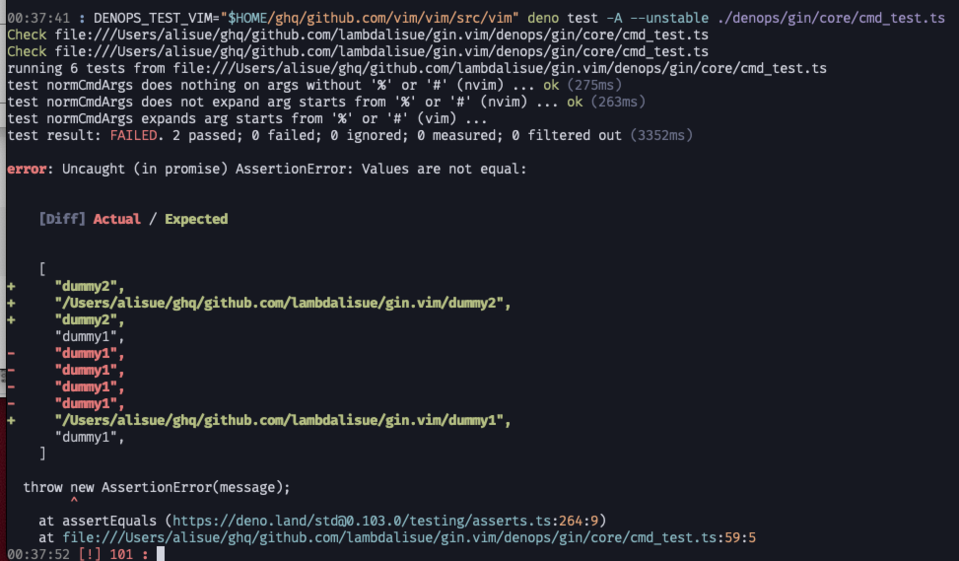 00:37:41 : DENOPS_TEST_VIM="$HOME/ghq/github.com/vim/vim/src/vim" deno test -A --unstable ./denops/gin/core/cmd_test.ts
Check file:///Users/alisue/ghq/github.com/lambdalisue/gin.vim/denops/gin/core/cmd_test.ts
Check file:///Users/alisue/ghq/github.com/lambdalisue/gin.vim/denops/gin/core/cmd_test.ts
running 6 tests from file:///Users/alisue/ghq/github.com/lambdalisue/gin.vim/denops/gin/core/cmd_test.ts
test normCmdArgs does nothing on args without '%' or '#' (nvim) ... ok (275ms)
test normCmdArgs does not expand arg starts from '%' or '#' (nvim) ... ok (263ms)
test normCmdArgs expands arg starts from '%' or '#' (vim) ...
test result: FAILED. 2 passed; 0 failed; 0 ignored; 0 measured; 0 filtered out (3352ms)
error: Uncaught (in promise) AssertionError: Values are not equal:
[Diff] Actual / Expected
[
+ "dummy2",
+ "/Users/alisue/ghq/github.com/lambdalisue/gin.vim/dummy2",
+ "dummy2",
"dummy1",
- "dummy1",
- "dummy1",
- "dummy1",
- "dummy1",
+ "/Users/alisue/ghq/github.com/lambdalisue/gin.vim/dummy1",
"dummy1",
]
throw new AssertionError(message);
^
at assertEquals (https://deno.land/std@0.103.0/testing/asserts.ts:264:9)
at file:///Users/alisue/ghq/github.com/lambdalisue/gin.vim/denops/gin/core/cmd_test.ts:59:5
00:37:52 [!] 101 :